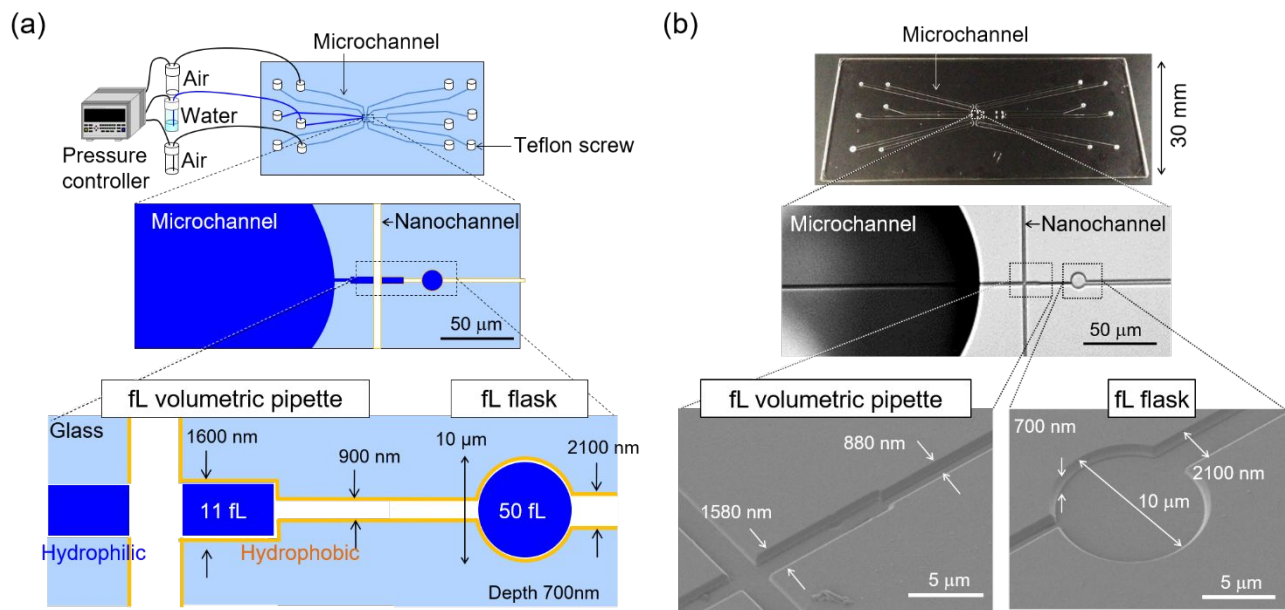 (a)
Microchannel
Air
Water
Air
Pressure
controller
Teflon screw
Microchannel
Nanochannel
50 μm
fL volumetric pipette
fL flask
Glass
1600 nm
900 nm
10 μm
2100 nm
11 fL
50 fL
Hydrophilic
Hydrophobic
Depth 700nm
(b)
Microchannel
30 mm
Microchannel
Nanochannel
50 μm
fL volumetric pipette
fL flask
880 nm
1580 nm
5 μm
700 nm
2100 nm
10 μm
5 μm